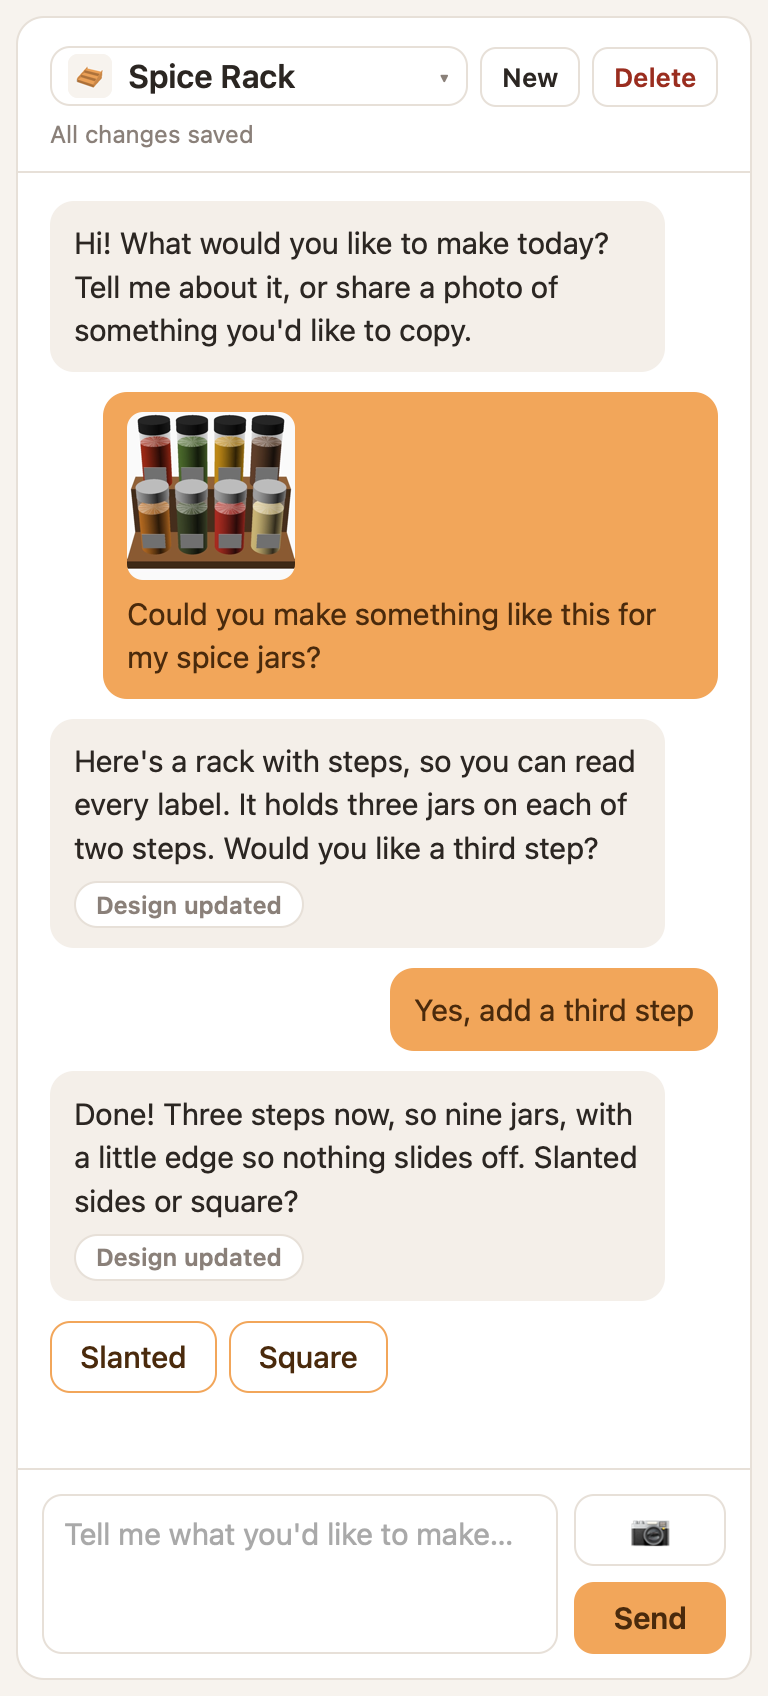 Spice Rack
New
Delete
All changes saved
Hi! What would you like to make today?
Tell me about it, or share a photo of
something you'd like to copy.
Could you make something like this for
my spice jars?
Here's a rack with steps, so you can read
every label. It holds three jars on each of
two steps. Would you like a third step?
Design updated
Yes, add a third step
Done! Three steps now, so nine jars, with
a little edge so nothing slides off. Slanted
sides or square?
Design updated
Slanted
Square
Tell me what you'd like to make...
Send